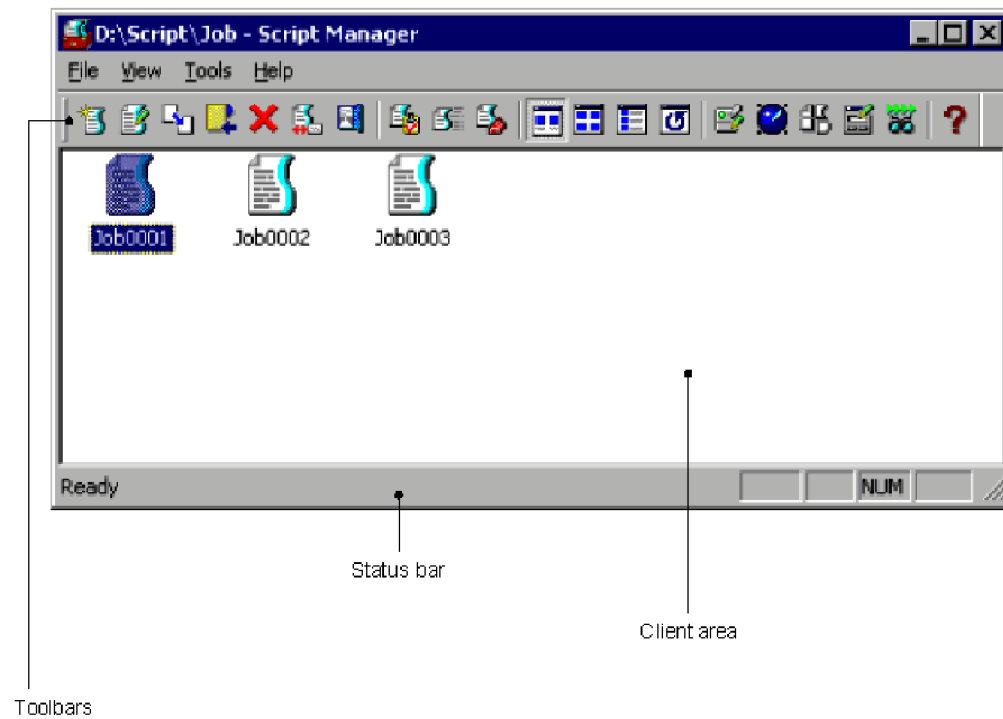 D:\Script\Job - Script Manager
File View Tools Help
Job0001 Job0002 Job0003
Ready NUM
Status bar
Client area
Toolbars